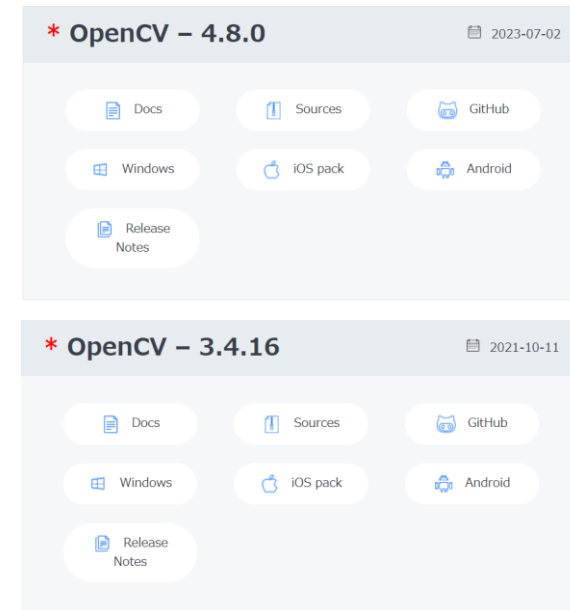 * OpenCV – 4.8.0 2023-07-02
Docs Sources GitHub
Windows iOS pack Android
Release
Notes
* OpenCV – 3.4.16 2021-10-11
Docs Sources GitHub
Windows iOS pack Android
Release
Notes